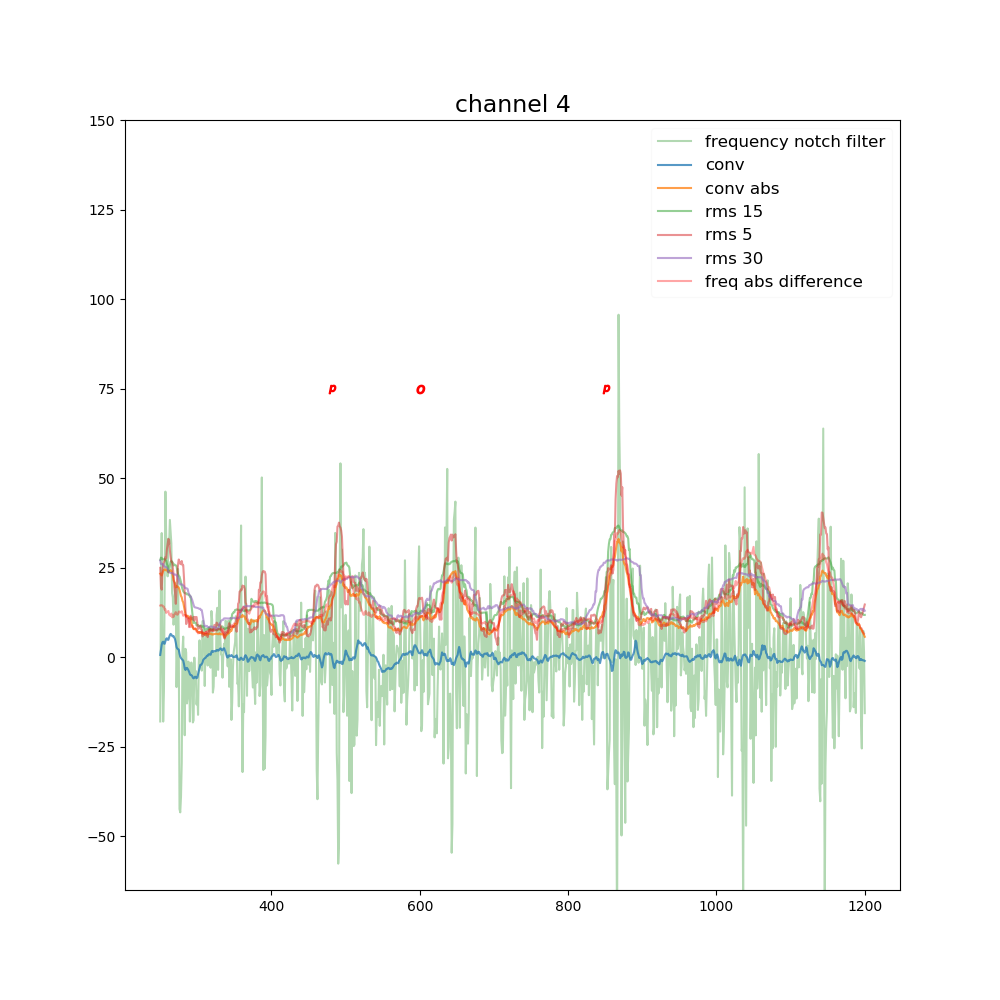 channel 4
150
125
100
75
50
25
0
−25
−50
frequency notch filter
conv
conv abs
rms 15
rms 5
rms 30
freq abs difference
p o p
400 600 800 1000 1200